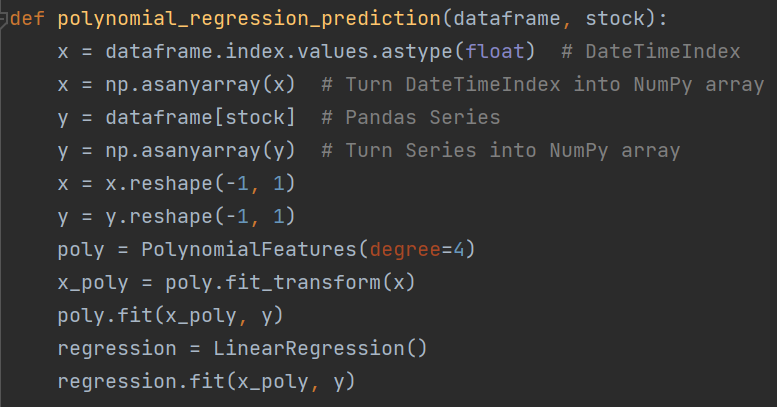 def polynomial_regression_prediction(dataframe, stock):
    x = dataframe.index.values.astype(float)  # DateTimeIndex
    x = np.asanyarray(x)  # Turn DateTimeIndex into NumPy array
    y = dataframe[stock]  # Pandas Series
    y = np.asanyarray(y)  # Turn Series into NumPy array
    x = x.reshape(-1, 1)
    y = y.reshape(-1, 1)
    poly = PolynomialFeatures(degree=4)
    x_poly = poly.fit_transform(x)
    poly.fit(x_poly, y)
    regression = LinearRegression()
    regression.fit(x_poly, y)